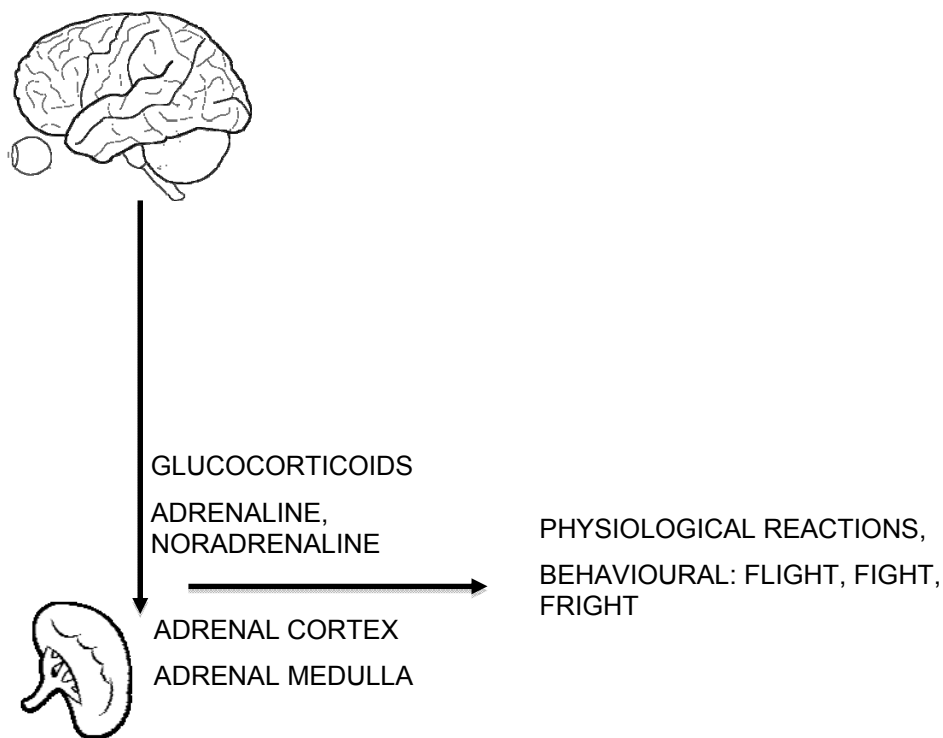 GLUCOCORTICOIDS
ADRENALINE,
NORADRENALINE
PHYSIOLOGICAL REACTIONS,
BEHAVIOURAL: FLIGHT, FIGHT,
FRIGHT
ADRENAL CORTEX
ADRENAL MEDULLA